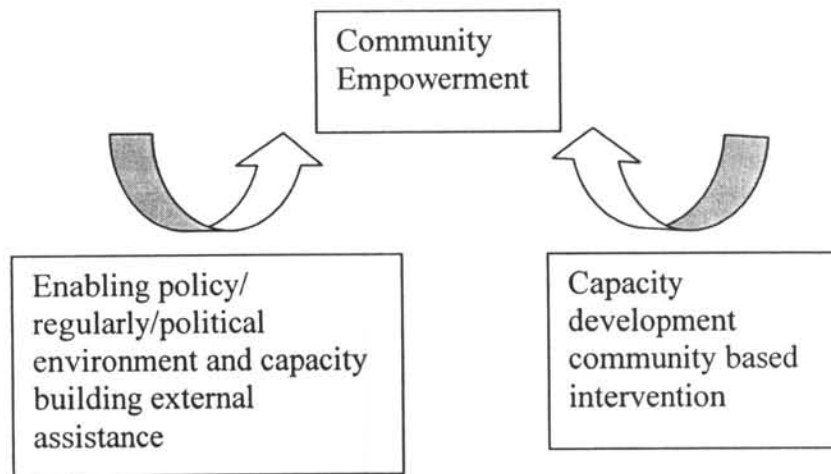 Community
Empowerment
Enabling policy/
regularly/political
environment and capacity
building external
assistance
Capacity
development
community based
intervention